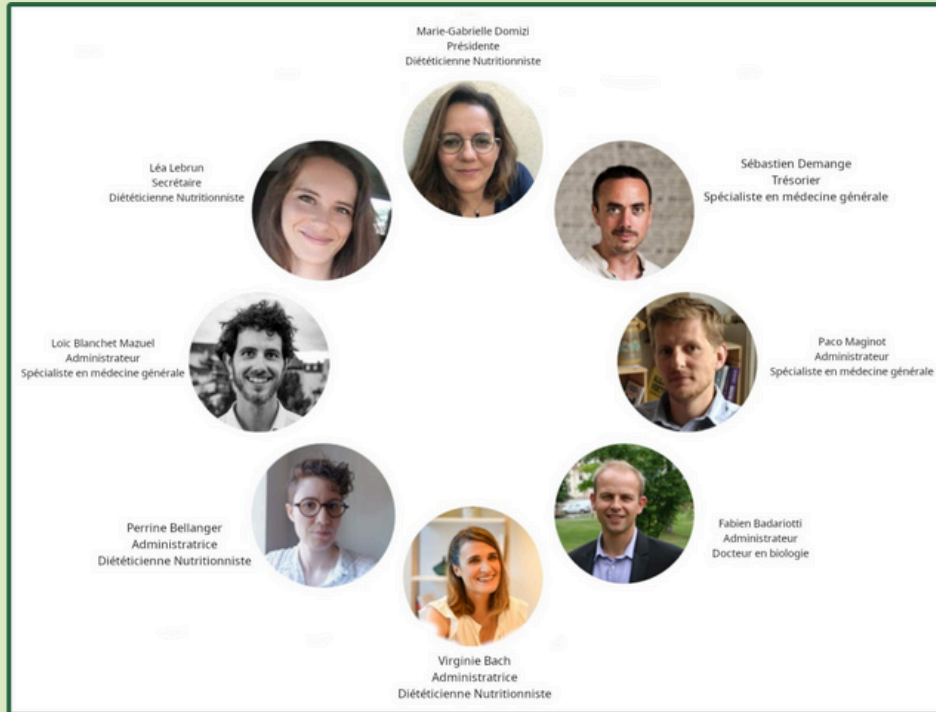 Marie-Gabrielle Domizi
Présidente
Diététicienne Nutritionniste
Sébastien Demange
Trésorier
Spécialiste en médecine générale
Léa Lebrun
Secrétaire
Diététicienne Nutritionniste
Loïc Blanchet Mazuel
Administrateur
Spécialiste en médecine générale
Paco Maginot
Administrateur
Spécialiste en médecine générale
Perrine Bellanger
Administratrice
Diététicienne Nutritionniste
Fabien Badariotti
Administrateur
Docteur en biologie
Virginie Bach
Administratrice
Diététicienne Nutritionniste